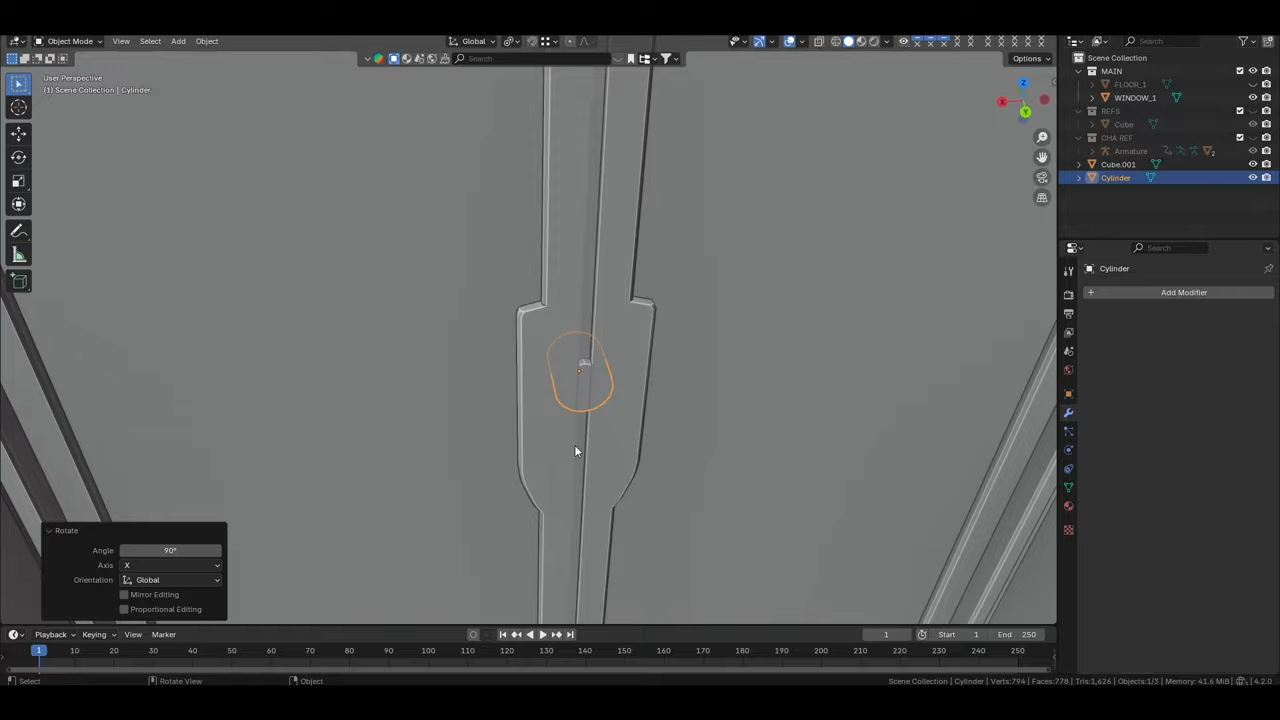 Object Mode View Select Add Object Global Search
Search Options
User Perspective
(1) Scene Collection | Cylinder
Z
X
Y
Scene Collection
MAIN
FLOOR_1
WINDOW_1
REFS
Cube
CHA REF
Armature 2
Cube.001
Cylinder
Search
Cylinder
+ Add Modifier
Rotate
Angle 90°
Axis X
Orientation Global
Mirror Editing
Proportional Editing
Playback Keying View Marker 1 Start 1 End 250
1 10 20 30 40 50 60 70 80 90 100 110 120 130 140 150 160 170 180 190 200 210 220 230 240 250
Select Rotate View Object Scene Collection | Cylinder | Verts:794 | Faces:778 | Tris:1,626 | Objects:1/3 | Memory: 41.6 MiB | 4.2.0